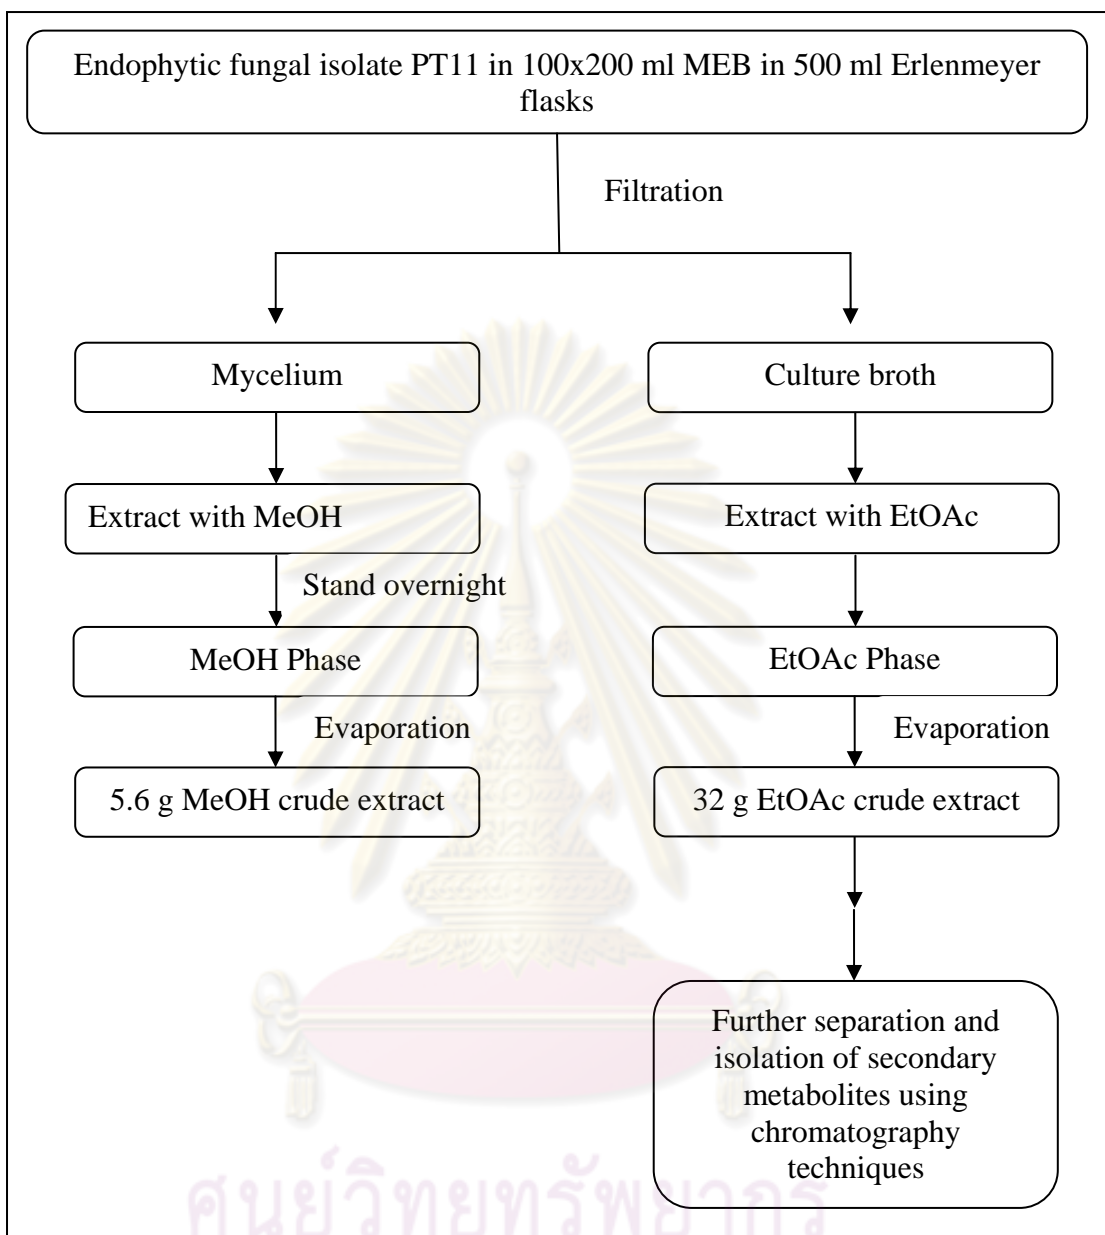 Endophytic fungal isolate PT11 in 100x200 ml MEB in 500 ml Erlenmeyer
flasks
Filtration
Mycelium
Culture broth
Extract with MeOH
Extract with EtOAc
Stand overnight
MeOH Phase
EtOAc Phase
Evaporation
Evaporation
5.6 g MeOH crude extract
32 g EtOAc crude extract
Further separation and
isolation of secondary
metabolites using
chromatography
techniques
ศูนย์วิทยทรัพยากร